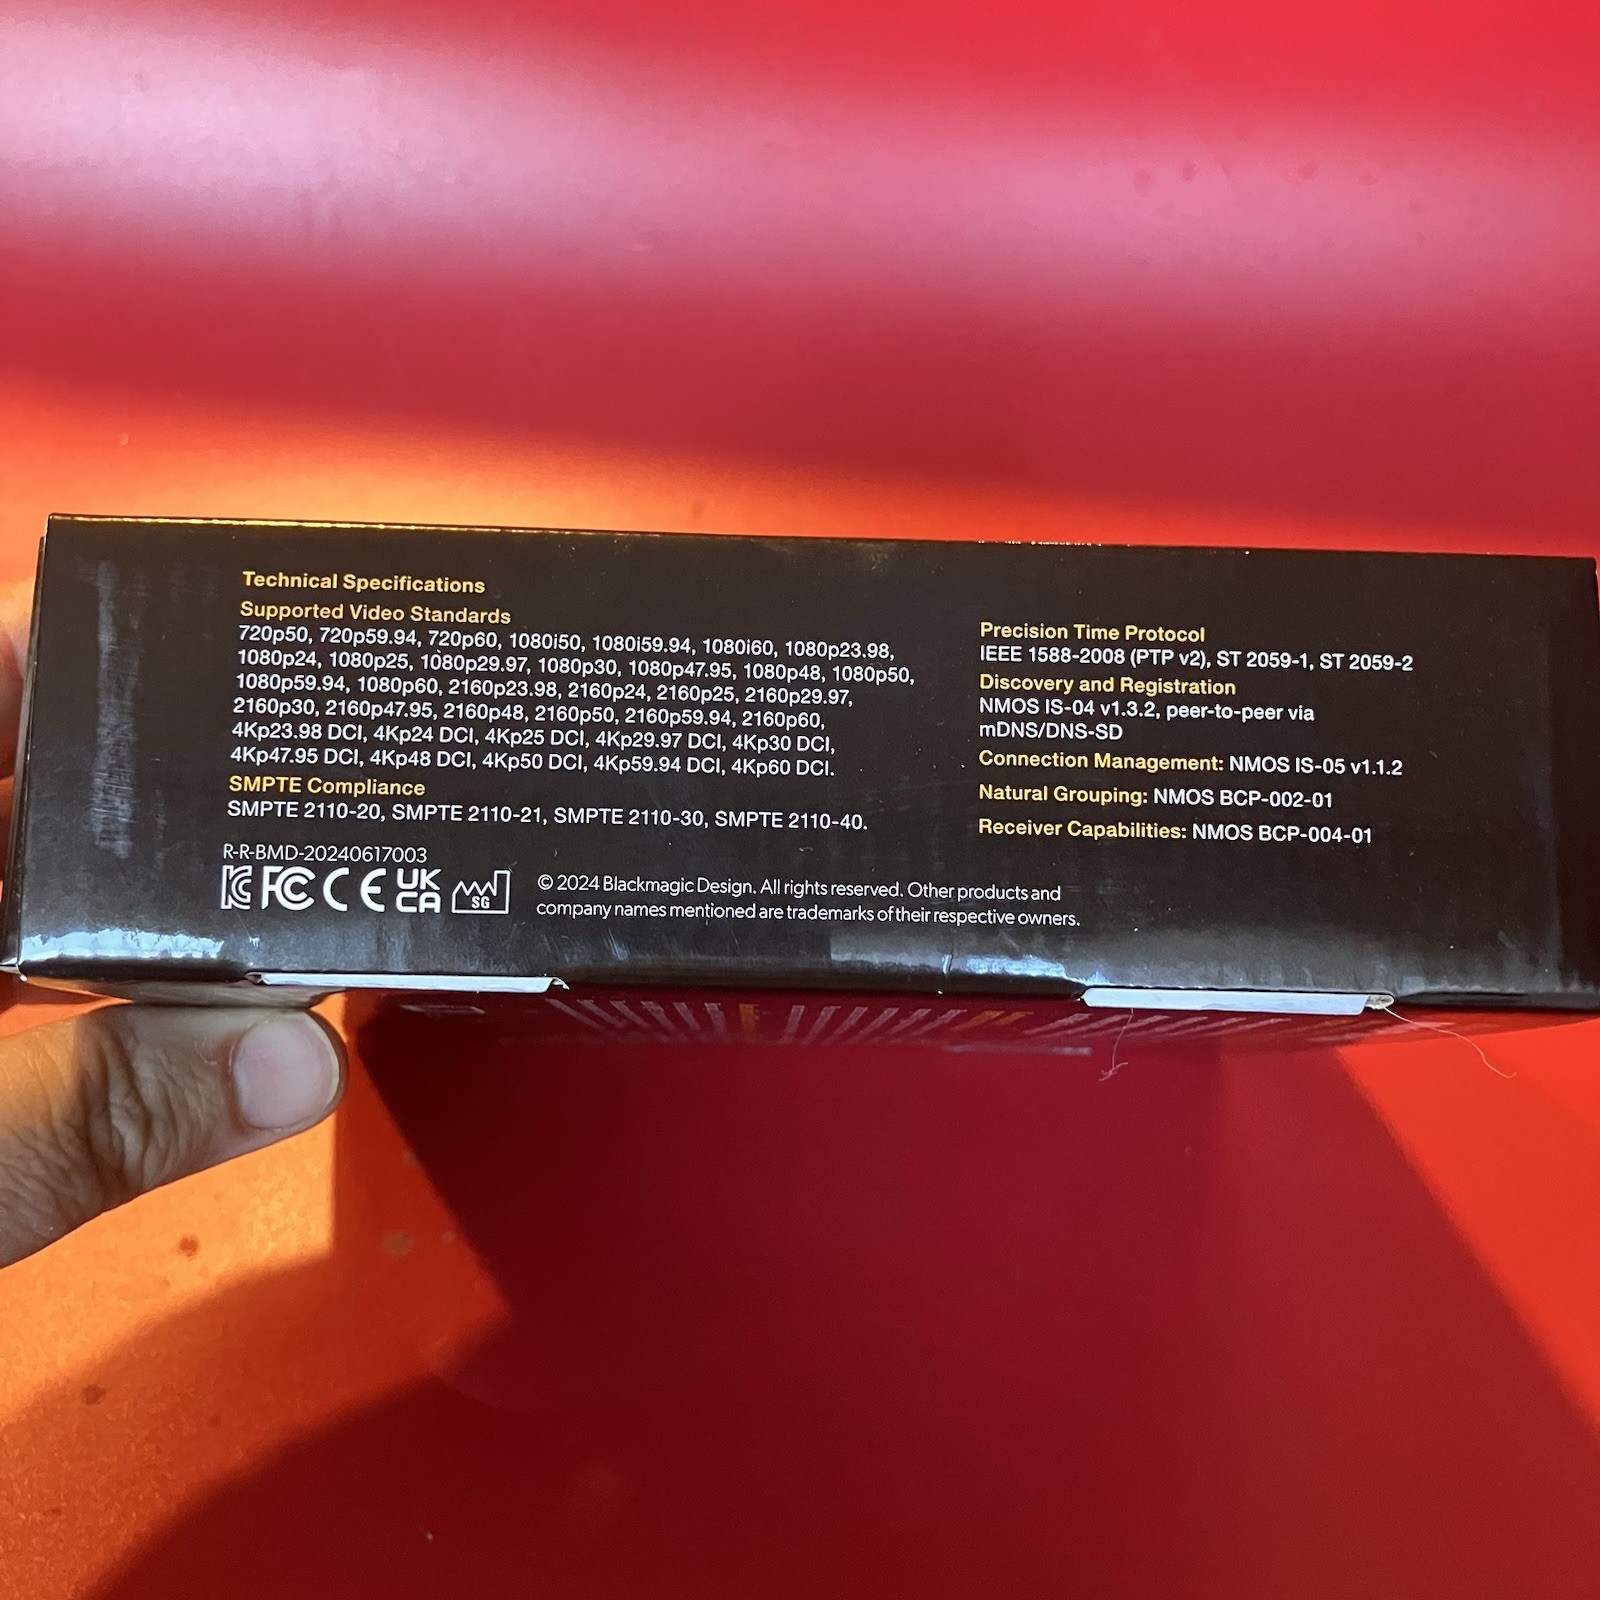 Technical Specifications
Supported Video Standards
720p50, 720p59.94, 720p60, 1080i50, 1080i59.94, 1080i60, 1080p23.98,
1080p24, 1080p25, 1080p29.97, 1080p30, 1080p47.95, 1080p48, 1080p50,
1080p59.94, 1080p60, 2160p23.98, 2160p24, 2160p25, 2160p29.97,
2160p30, 2160p47.95, 2160p48, 2160p50, 2160p59.94, 2160p60,
4Kp23.98 DCI, 4Kp24 DCI, 4Kp25 DCI, 4Kp29.97 DCI, 4Kp30 DCI,
4Kp47.95 DCI, 4Kp48 DCI, 4Kp50 DCI, 4Kp59.94 DCI, 4Kp60 DCI.
SMPTE Compliance
SMPTE 2110-20, SMPTE 2110-21, SMPTE 2110-30, SMPTE 2110-40.
R-R-BMD-20240617003
KC FC CE UK CA SG
© 2024 Blackmagic Design. All rights reserved. Other products and
company names mentioned are trademarks of their respective owners.
Precision Time Protocol
IEEE 1588-2008 (PTP v2), ST 2059-1, ST 2059-2
Discovery and Registration
NMOS IS-04 v1.3.2, peer-to-peer via
mDNS/DNS-SD
Connection Management: NMOS IS-05 v1.1.2
Natural Grouping: NMOS BCP-002-01
Receiver Capabilities: NMOS BCP-004-01